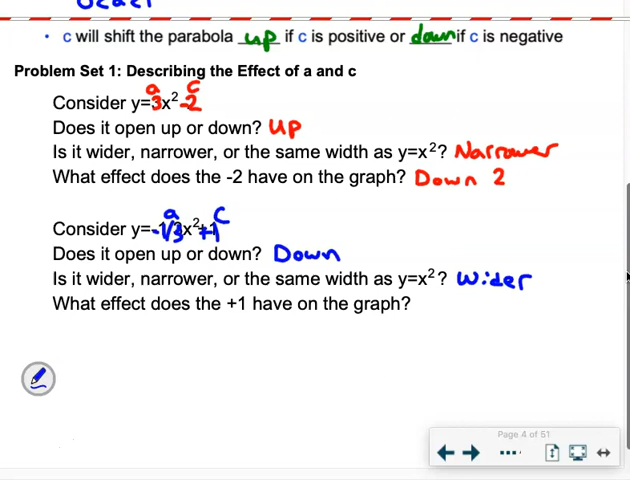 • c will shift the parabola up if c is positive or down if c is negative
Problem Set 1: Describing the Effect of a and c
a c
Consider y=3x² -2
Does it open up or down? Up
Is it wider, narrower, or the same width as y=x²? Narrower
What effect does the -2 have on the graph? Down 2
a c
Consider y=-1/3x²+1
Does it open up or down? Down
Is it wider, narrower, or the same width as y=x²? Wider
What effect does the +1 have on the graph?
Page 4 of 51